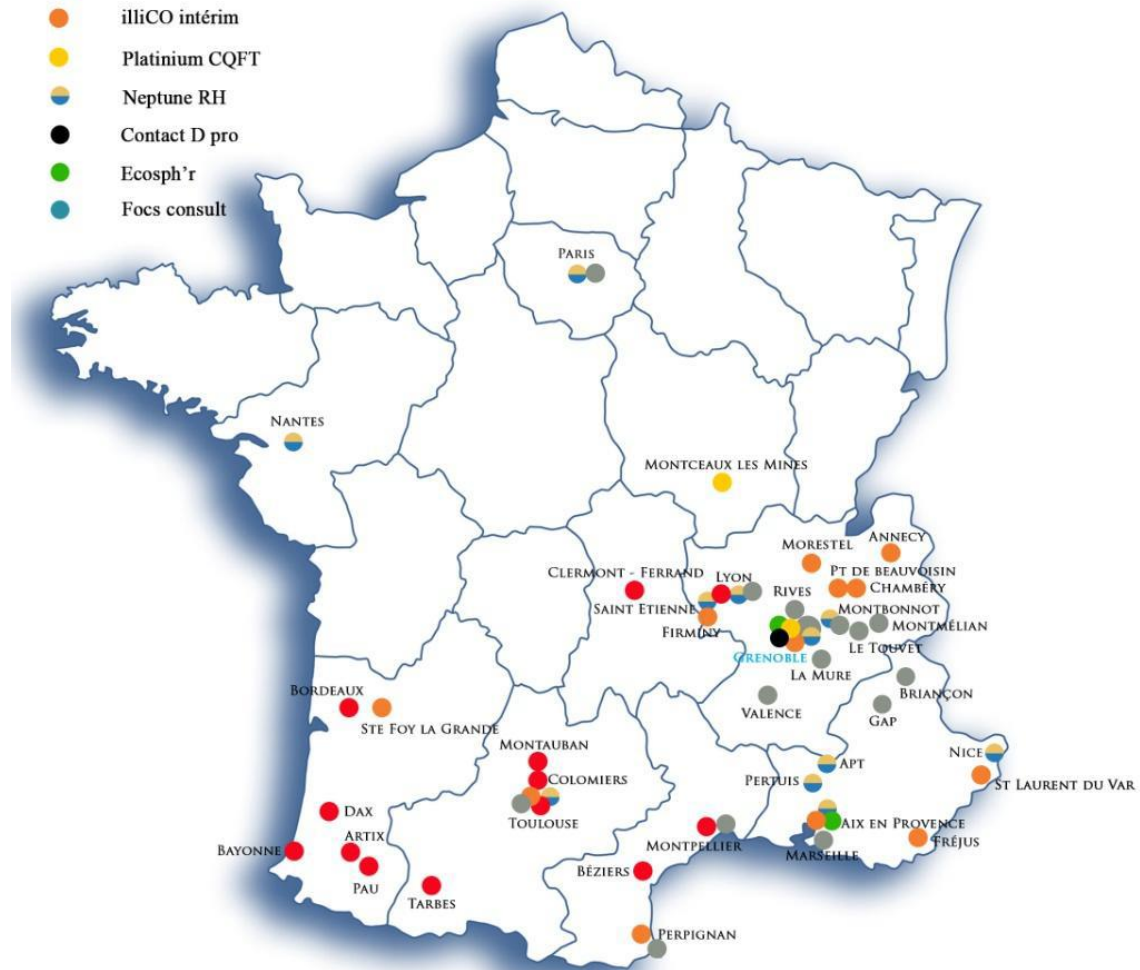 illiCO intérim
Platinium CQFT
Neptune RH
Contact D pro
Ecosph'r
Focs consult
Paris
Nantes
Montceaux les Mines
Annecy
Morestel
Pt de beauvoisin
Clermont - Ferrand
Lyon
Chambéry
Rives
Saint Etienne
Montbonnot
Montmélian
Firminy
Le Touvet
Grenoble
La Mure
Briançon
Bordeaux
Valence
Gap
Ste Foy la Grande
Montauban
Nice
Apt
Colomiers
Pertuis
St Laurent du Var
Dax
Toulouse
Aix en Provence
Artix
Fréjus
Bayonne
Montpellier
Marseille
Béziers
Pau
Tarbes
Perpignan